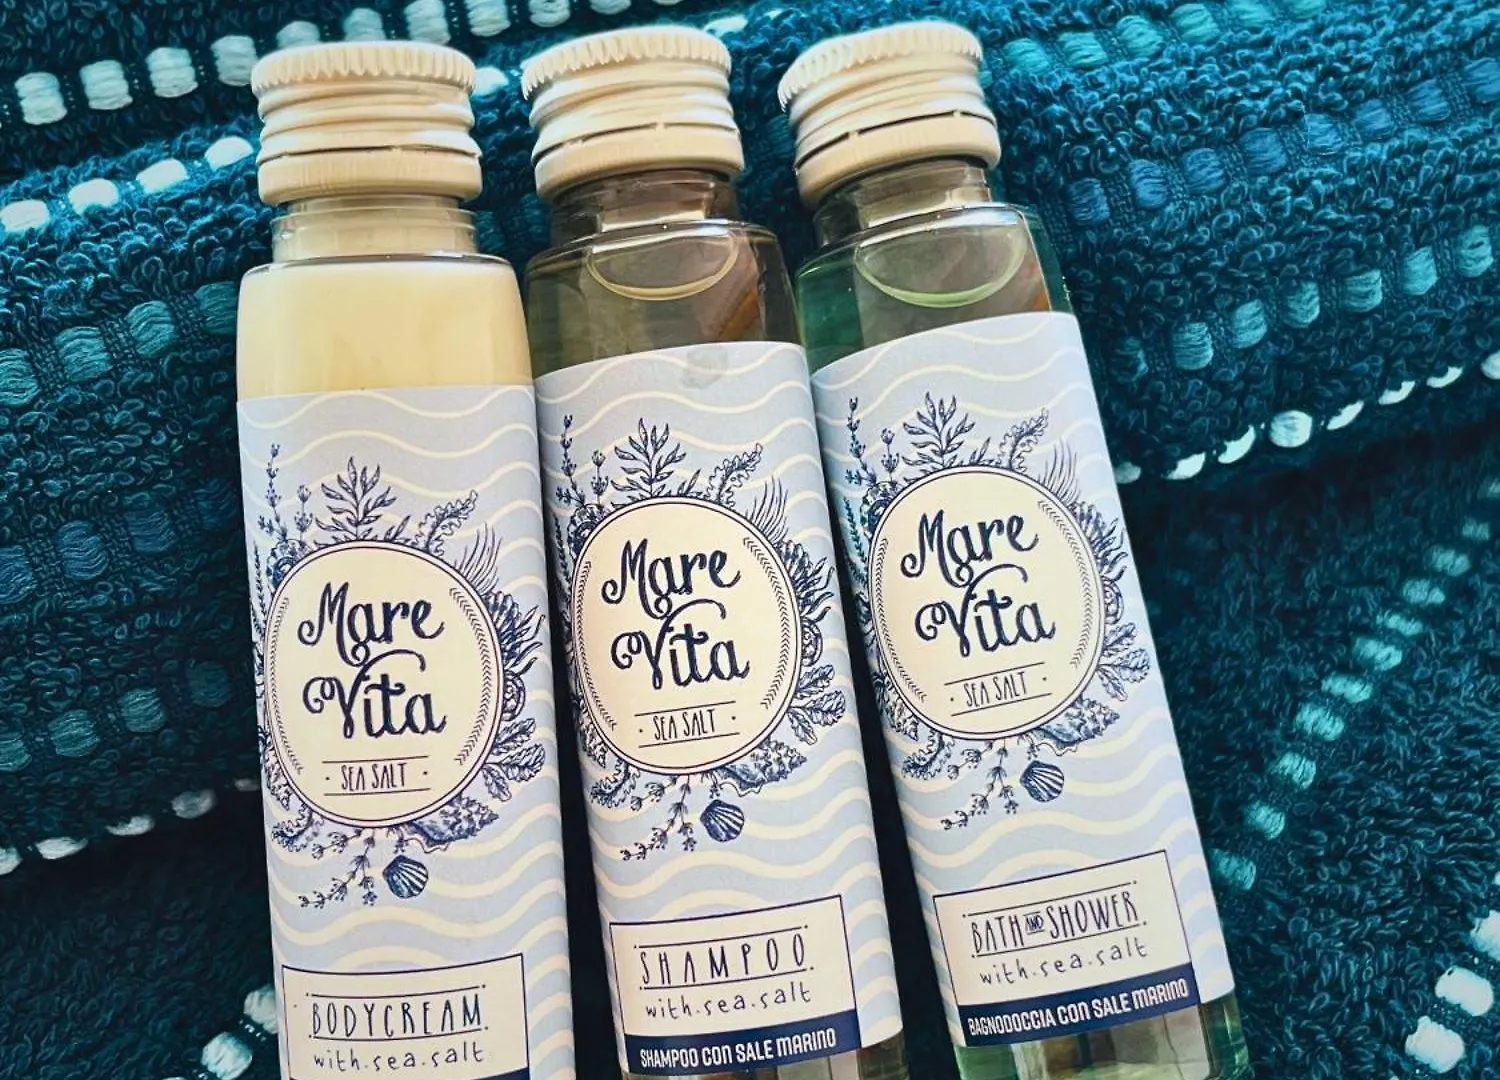 Mare
Vita
SEA SALT
BODYCREAM
with.sea.salt
Mare
Vita
SEA SALT
SHAMPOO
with.sea.salt
SHAMPOO CON SALE MARINO
Mare
Vita
SEA SALT
BATH AND SHOWER
with.sea.salt
BAGNODOCCIA CON SALE MARINO